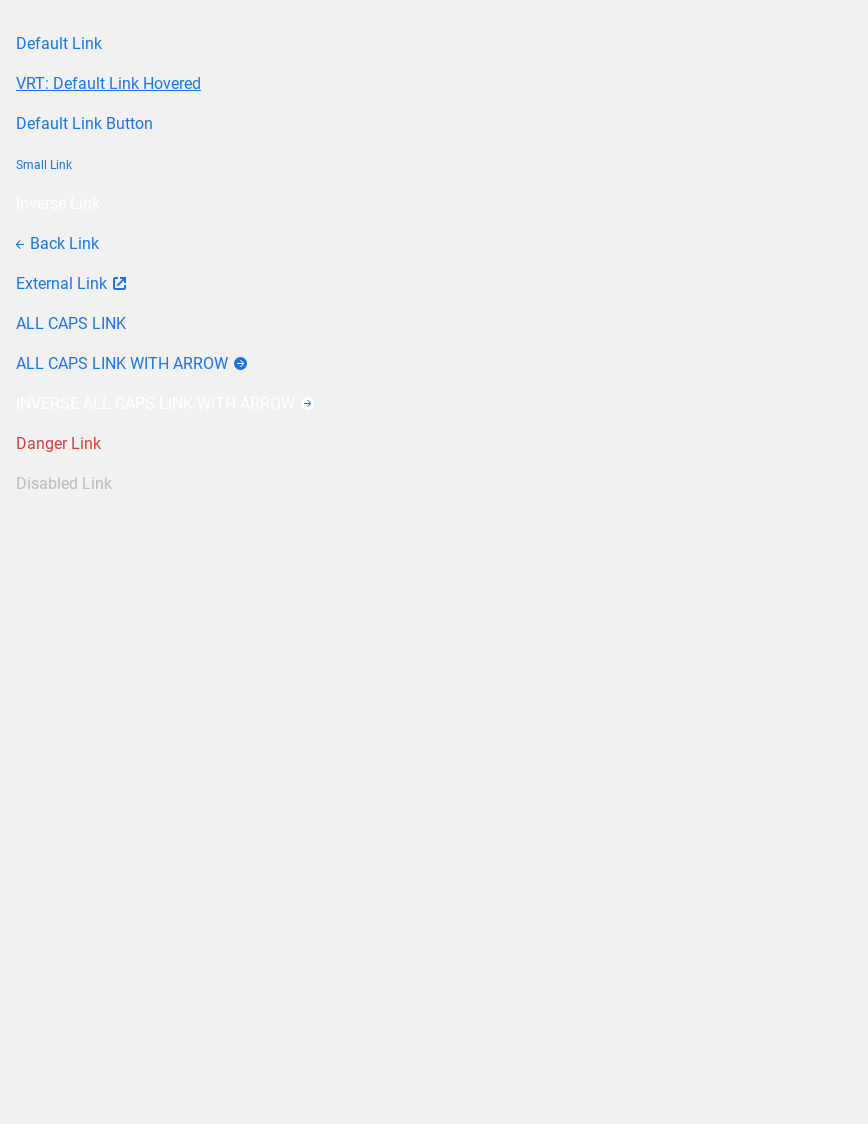 Default Link
VRT: Default Link Hovered
Default Link Button
Small Link
Inverse Link
Back Link
External Link
ALL CAPS LINK
ALL CAPS LINK WITH ARROW
INVERSE ALL CAPS LINK WITH ARROW
Danger Link
Disabled Link